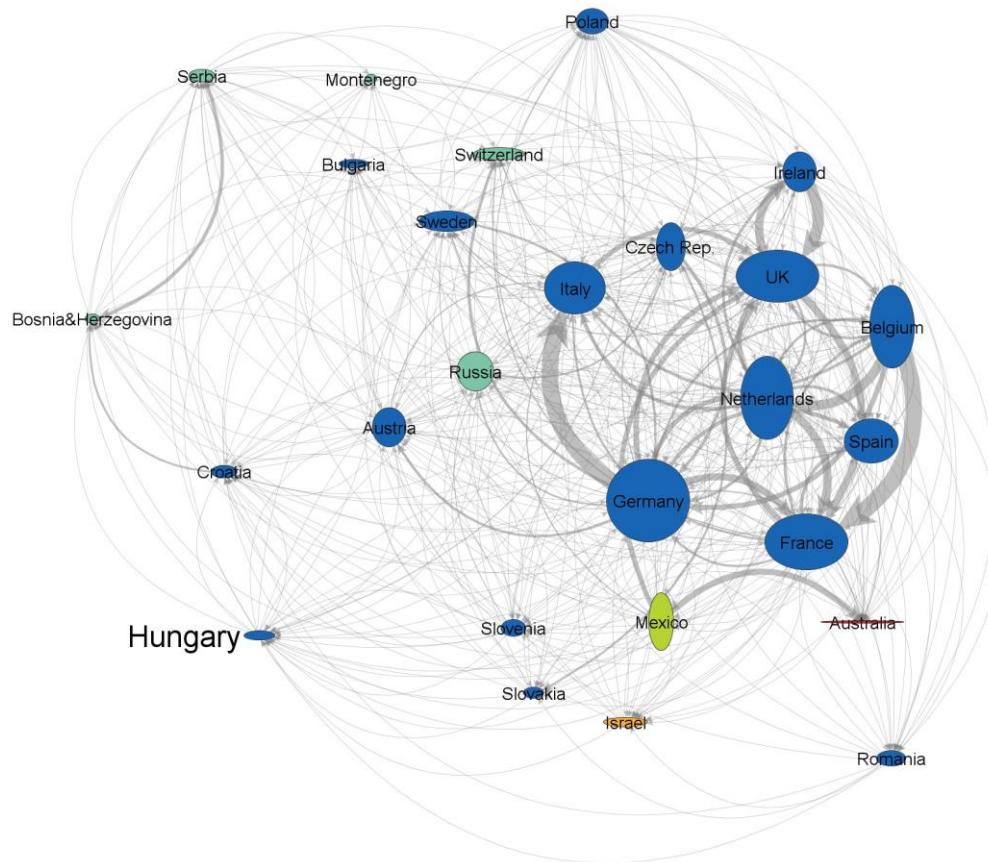 Poland
Serbia
Montenegro
Switzerland
Bulgaria
Ireland
Sweden
Czech Rep.
UK
Italy
Bosnia&Herzegovina
Belgium
Russia
Netherlands
Austria
Spain
Croatia
Germany
France
Hungary
Slovenia
Mexico
Australia
Slovakia
Israel
Romania